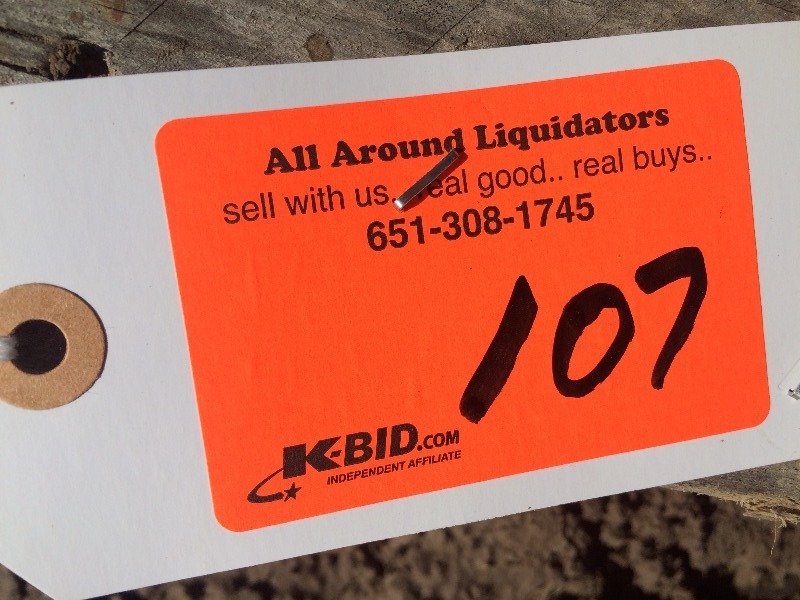 All Around Liquidators
sell with us.. real good.. real buys..
651-308-1745
107
K-BID.COM
INDEPENDENT AFFILIATE